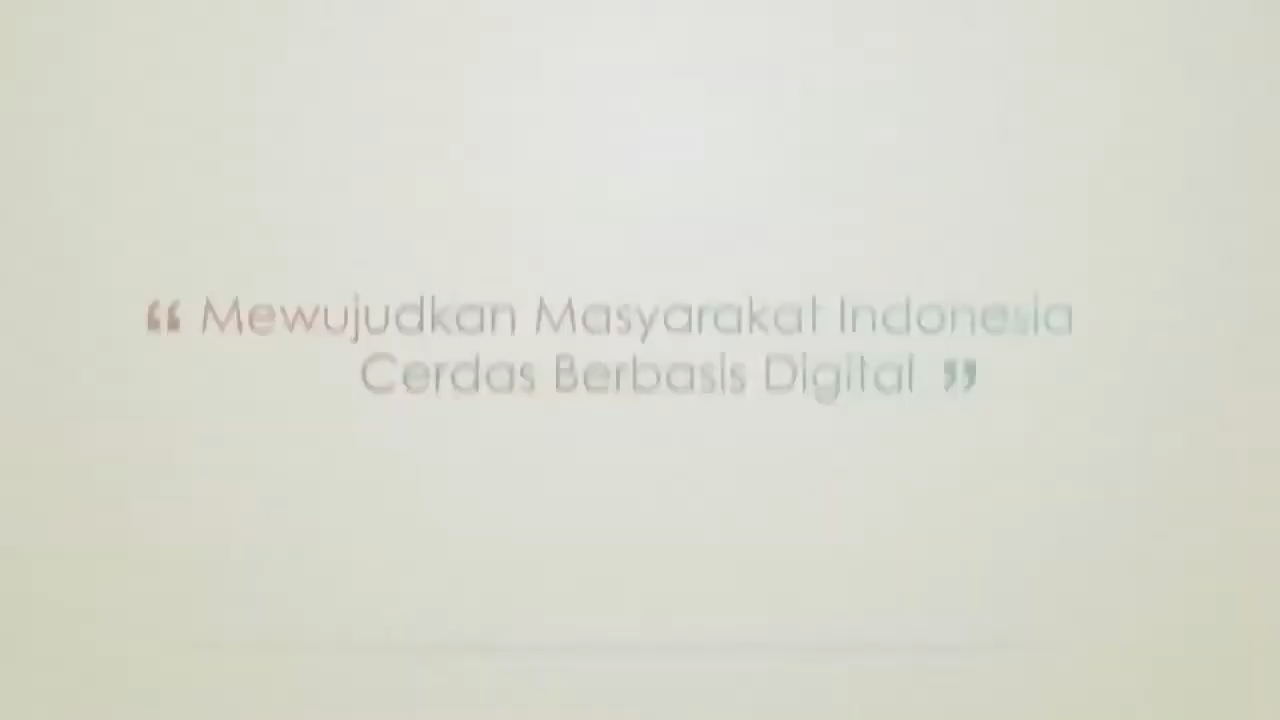 “ Mewujudkan Masyarakat Indonesia
Cerdas Berbasis Digital ”